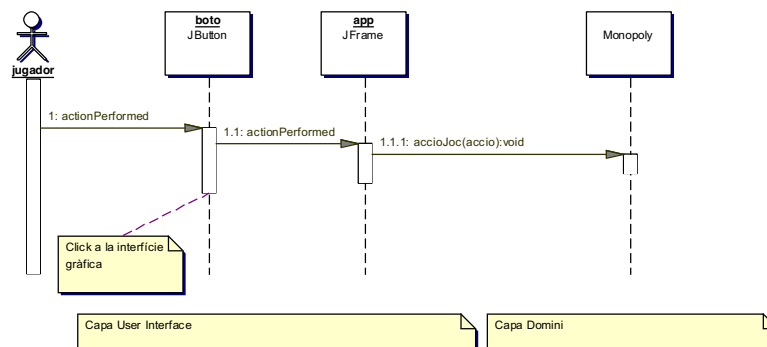 boto
JButton
app
JFrame
Monopoly
jugador
1: actionPerformed
1.1: actionPerformed
1.1.1: accioJoc(accio):void
Click a la interfície
gràfica
Capa User Interface
Capa Domini